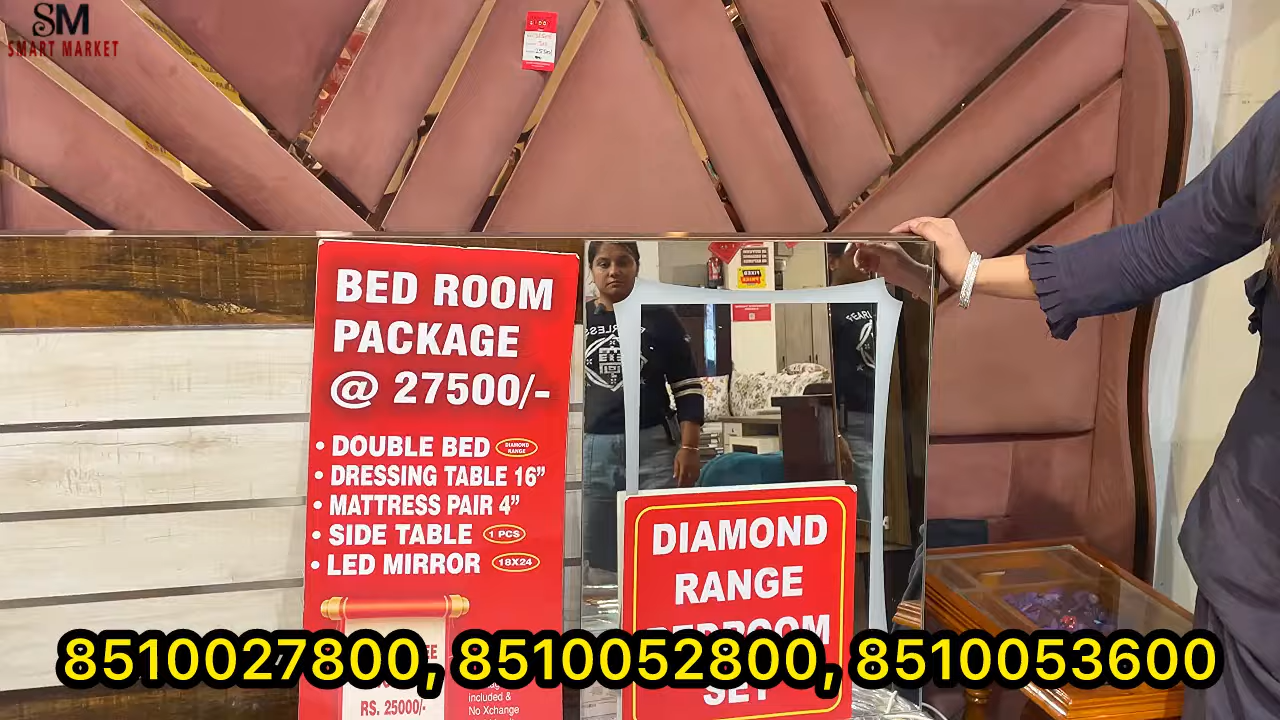 SM
SMART MARKET
BED ROOM
PACKAGE
@ 27500/-
• DOUBLE BED DIAMOND RANGE
• DRESSING TABLE 16”
• MATTRESS PAIR 4”
• SIDE TABLE 1 PCS
• LED MIRROR 18X24
RS. 25000/-
included &
No Xchange
DIAMOND
RANGE
BEDROOM
SET
8510027800, 8510052800, 8510053600